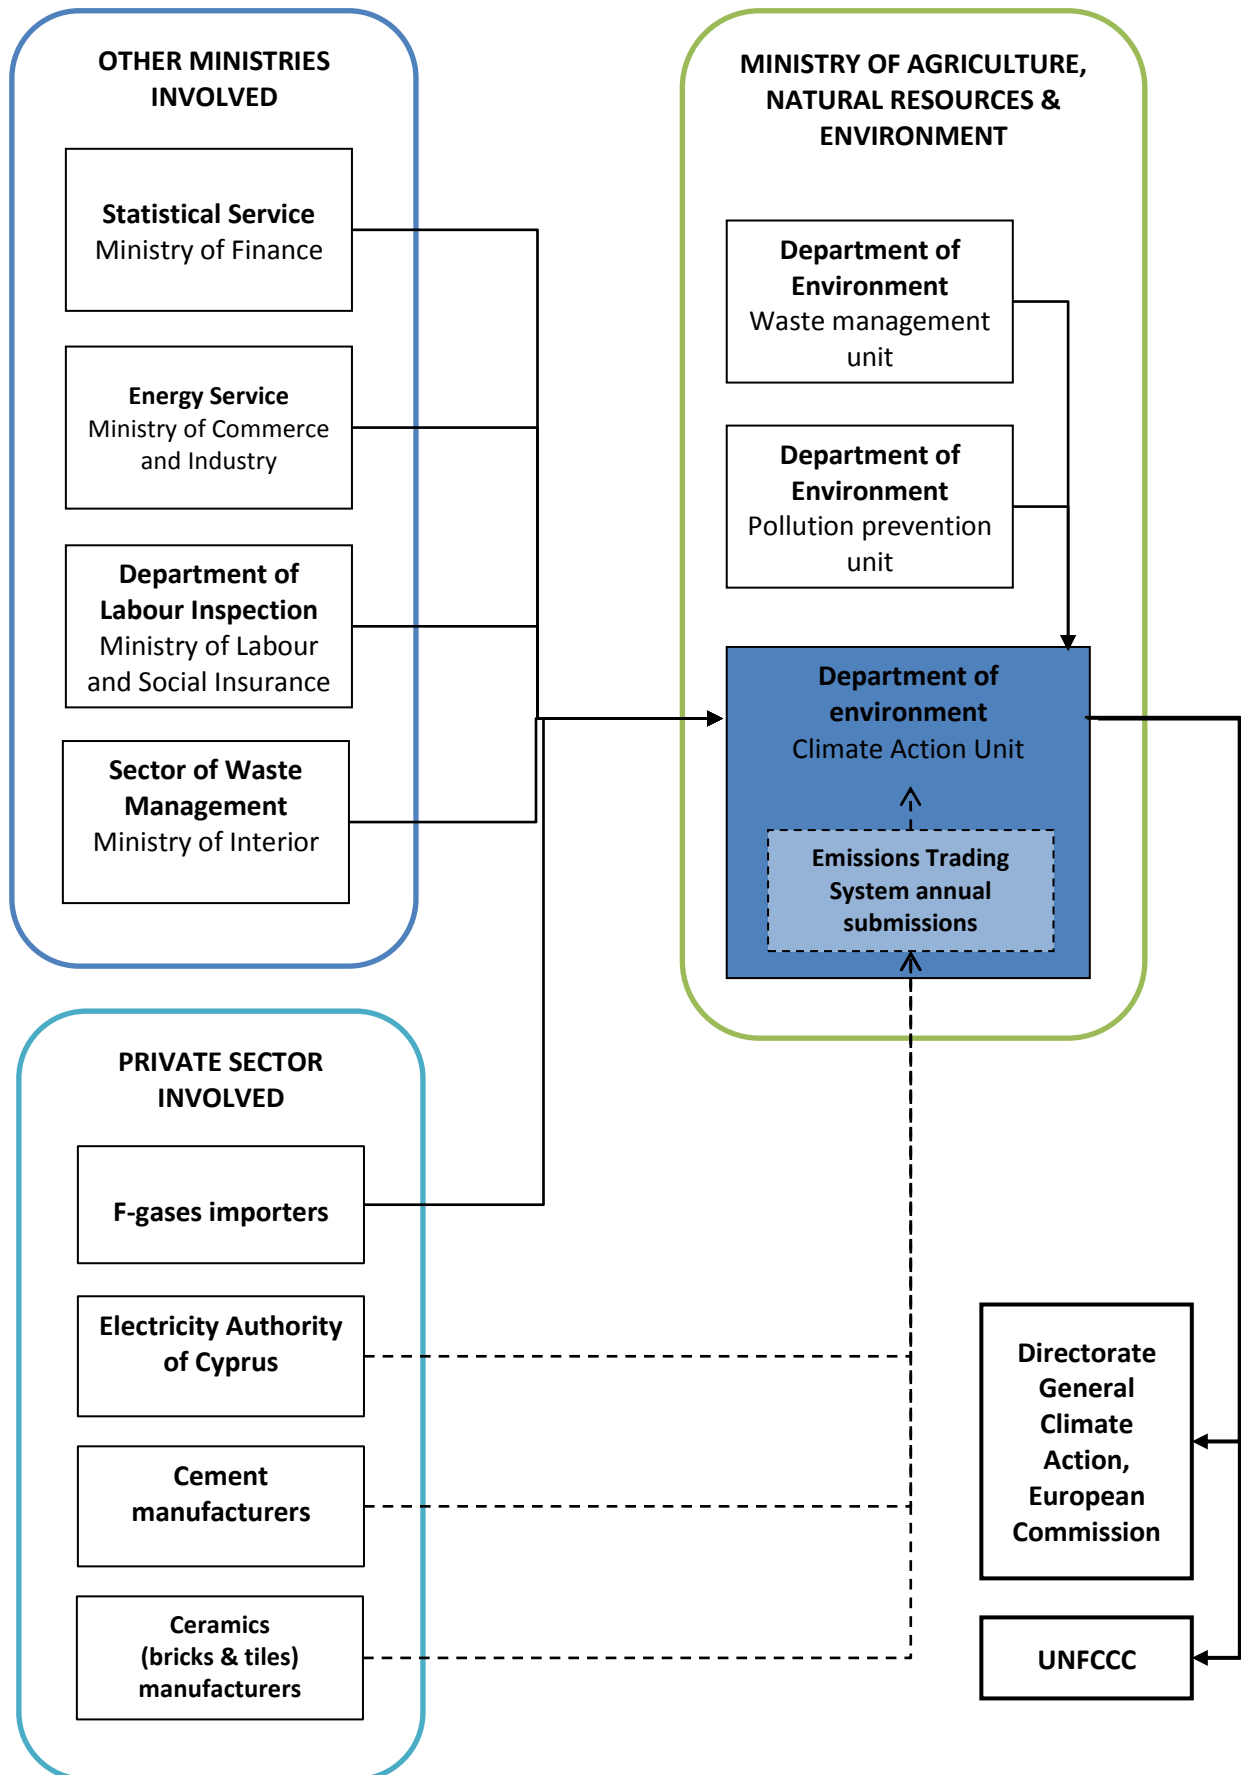 OTHER MINISTRIES
INVOLVED
Statistical Service
Ministry of Finance
Energy Service
Ministry of Commerce
and Industry
Department of
Labour Inspection
Ministry of Labour
and Social Insurance
Sector of Waste
Management
Ministry of Interior
MINISTRY OF AGRICULTURE,
NATURAL RESOURCES &
ENVIRONMENT
Department of
Environment
Waste management
unit
Department of
Environment
Pollution prevention
unit
Department of
environment
Climate Action Unit
Emissions Trading
System annual
submissions
PRIVATE SECTOR
INVOLVED
F-gases importers
Electricity Authority
of Cyprus
Cement
manufacturers
Ceramics
(bricks & tiles)
manufacturers
Directorate
General
Climate
Action,
European
Commission
UNFCCC